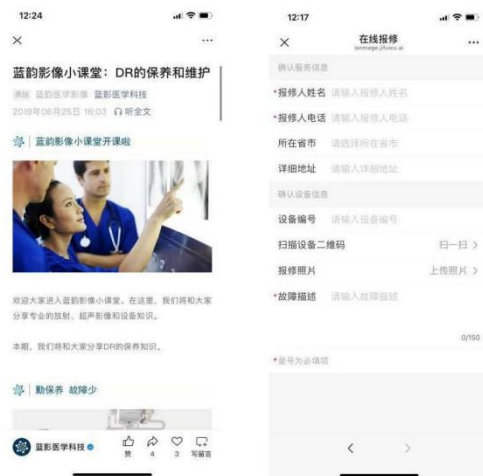 12:24
蓝韵影像小课堂：DR的保养和维护
原创 蓝韵医学影像 蓝影医学科技
2019年06月25日 16:03 听全文
蓝韵影像小课堂开课啦
欢迎大家进入蓝韵影像小课堂。在这里，我们将和大家
分享专业的放射、超声影像和设备知识。
本期，我们将和大家分享DR的保养知识。
勤保养 故障少
蓝影医学科技
赞 4 3 写留言
12:17
在线报修
确认服务信息
*报修人姓名 请输入报修人姓名
*报修人电话 请输入报修人电话
所在省市 请选择所在省市
详细地址 请输入详细地址
确认设备信息
设备编号 请输入设备编号
扫描设备二维码 扫一扫 >
报修照片 上传照片 >
*故障描述 请输入故障描述
0/150
*星号为必填项